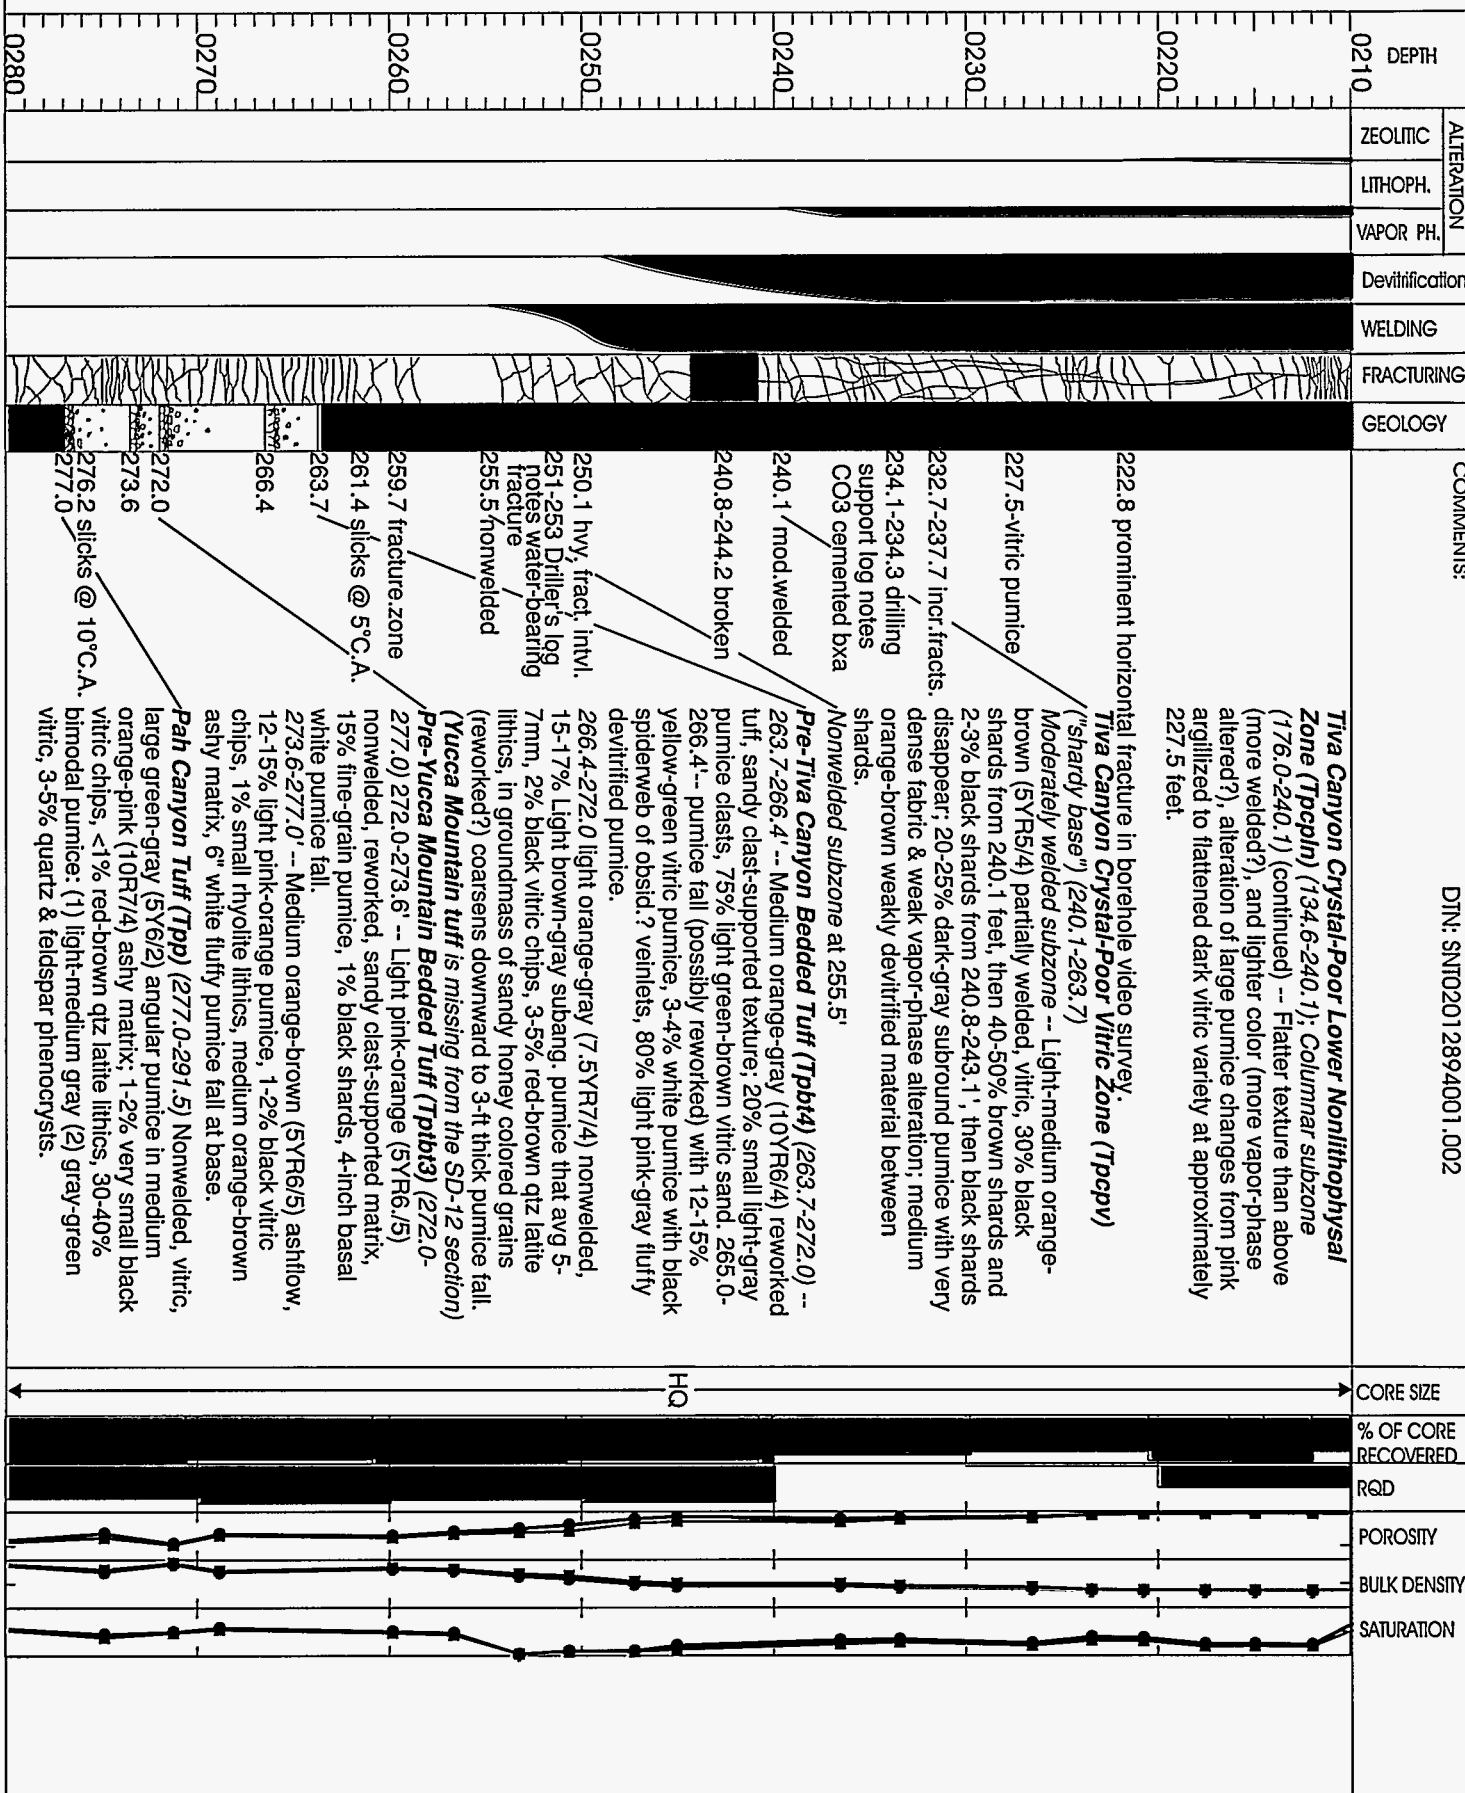 DEPTH
0210
0220
0230
0240
0250
0260
0270
0280
ALTERATION
ZEOLITIC
LITHOPH.
VAPOR PH.
Devitrification
WELDING
FRACTURING
GEOLOGY
COMMENTS:
DTN: SNT02012894001.002
222.8 prominent horizontal fracture in borehole video survey.
227.5-vitric pumice
232.7-237.7 incr.fracts.
234.1-234.3 drilling
support log notes
CO3 cemented bxa
240.1 mod.welded
240.8-244.2 broken
250.1 hvy, fract. intvl.
251-253 Driller's log
notes water-bearing
fracture
255.5 nonwelded
259.7 fracture.zone
261.4 slicks @ 5°C.A.
263.7
266.4
272.0
273.6
276.2 slicks @ 10°C.A.
277.0
Tiva Canyon Crystal-Poor Lower Nonlithophysal
Zone (Tpcpln) (134.6-240.1); Columnar subzone
(176.0-240.1) (continued) -- Flatter texture than above
(more welded?), and lighter color (more vapor-phase
altered?), alteration of large pumice changes from pink
argillized to flattened dark vitric variety at approximately
227.5 feet.
Tiva Canyon Crystal-Poor Vitric Zone (Tpcpv)
("shardy base") (240.1-263.7)
Moderately welded subzone -- Light-medium orange-
brown (5YR5/4) partially welded, vitric, 30% black
shards from 240.1 feet, then 40-50% brown shards and
2-3% black shards from 240.8-243.1', then black shards
disappear; 20-25% dark-gray subround pumice with very
dense fabric & weak vapor-phase alteration; medium
orange-brown weakly devitrified material between
shards.
Nonwelded subzone at 255.5'
Pre-Tiva Canyon Bedded Tuff (Tpbt4) (263.7-272.0) --
263.7-266.4' -- Medium orange-gray (10YR6/4) reworked
tuff, sandy clast-supported texture; 20% small light-gray
pumice clasts, 75% light green-brown vitric sand. 265.0-
266.4'-- pumice fall (possibly reworked) with 12-15%
yellow-green vitric pumice, 3-4% white pumice with black
spiderweb of obsid.? veinlets, 80% light pink-gray fluffy
devitrified pumice.
266.4-272.0 light orange-gray (7.5YR7/4) nonwelded,
15-17% Light brown-gray subang. pumice that avg 5-
7mm, 2% black vitric chips, 3-5% red-brown qtz latite
lithics, in groundmass of sandy honey colored grains
(reworked?) coarsens downward to 3-ft thick pumice fall.
(Yucca Mountain tuff is missing from the SD-12 section)
Pre-Yucca Mountain Bedded Tuff (Tptbt3) (272.0-
277.0) 272.0-273.6' -- Light pink-orange (5YR6./5)
nonwelded, reworked, sandy clast-supported matrix,
15% fine-grain pumice, 1% black shards, 4-inch basal
white pumice fall.
273.6-277.0' -- Medium orange-brown (5YR6/5) ashflow,
12-15% light pink-orange pumice, 1-2% black vitric
chips, 1% small rhyolite lithics, medium orange-brown
ashy matrix, 6" white fluffy pumice fall at base.
Pah Canyon Tuff (Tpp) (277.0-291.5) Nonwelded, vitric,
large green-gray (5Y6/2) angular pumice in medium
orange-pink (10R7/4) ashy matrix; 1-2% very small black
vitric chips, <1% red-brown qtz latite lithics, 30-40%
bimodal pumice: (1) light-medium gray (2) gray-green
vitric, 3-5% quartz & feldspar phenocrysts.
CORE SIZE
HQ
% OF CORE
RECOVERED
RQD
POROSITY
BULK DENSITY
SATURATION